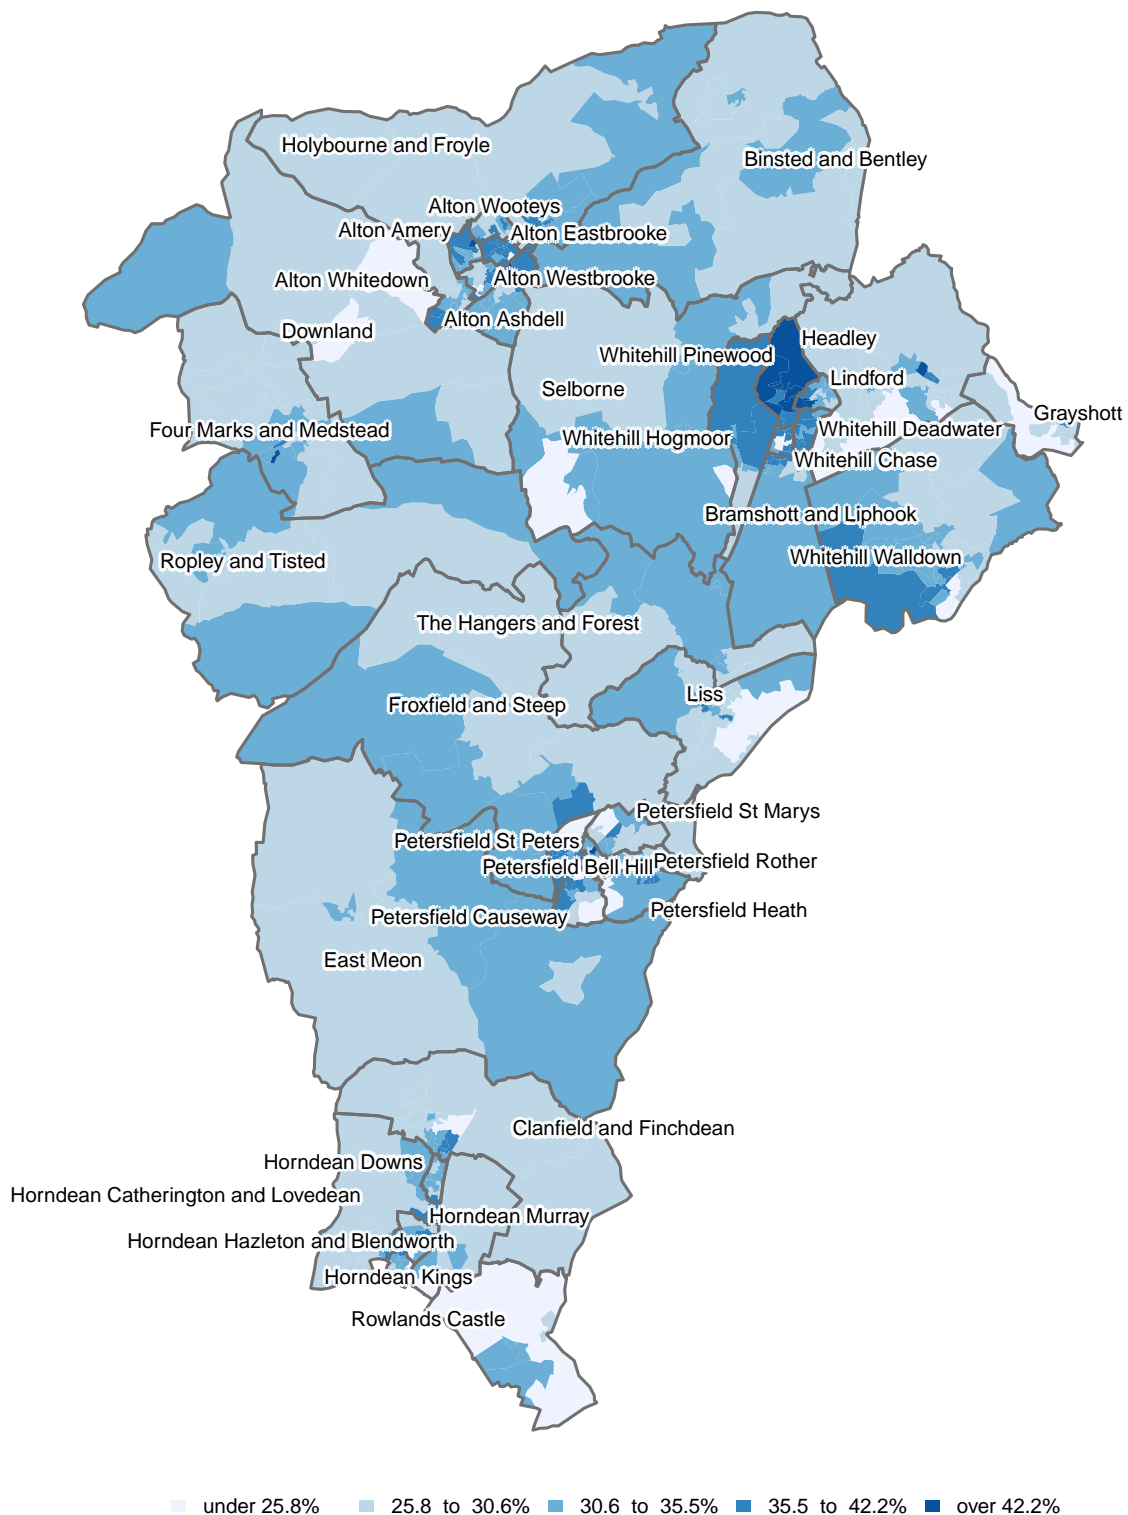 Holybourne and Froyle
Binsted and Bentley
Alton Wooteys
Alton Amery
Alton Eastbrooke
Alton Whitedown
Alton Westbrooke
Alton Ashdell
Downland
Headley
Whitehill Pinewood
Lindford
Selborne
Grayshott
Four Marks and Medstead
Whitehill Deadwater
Whitehill Hogmoor
Whitehill Chase
Bramshott and Liphook
Ropley and Tisted
Whitehill Walldown
The Hangers and Forest
Liss
Froxfield and Steep
Petersfield St Marys
Petersfield St Peters
Petersfield Bell Hill
Petersfield Rother
Petersfield Causeway
Petersfield Heath
East Meon
Clanfield and Finchdean
Horndean Downs
Horndean Catherington and Lovedean
Horndean Murray
Horndean Hazleton and Blendworth
Horndean Kings
Rowlands Castle
under 25.8% 25.8 to 30.6% 30.6 to 35.5% 35.5 to 42.2% over 42.2%